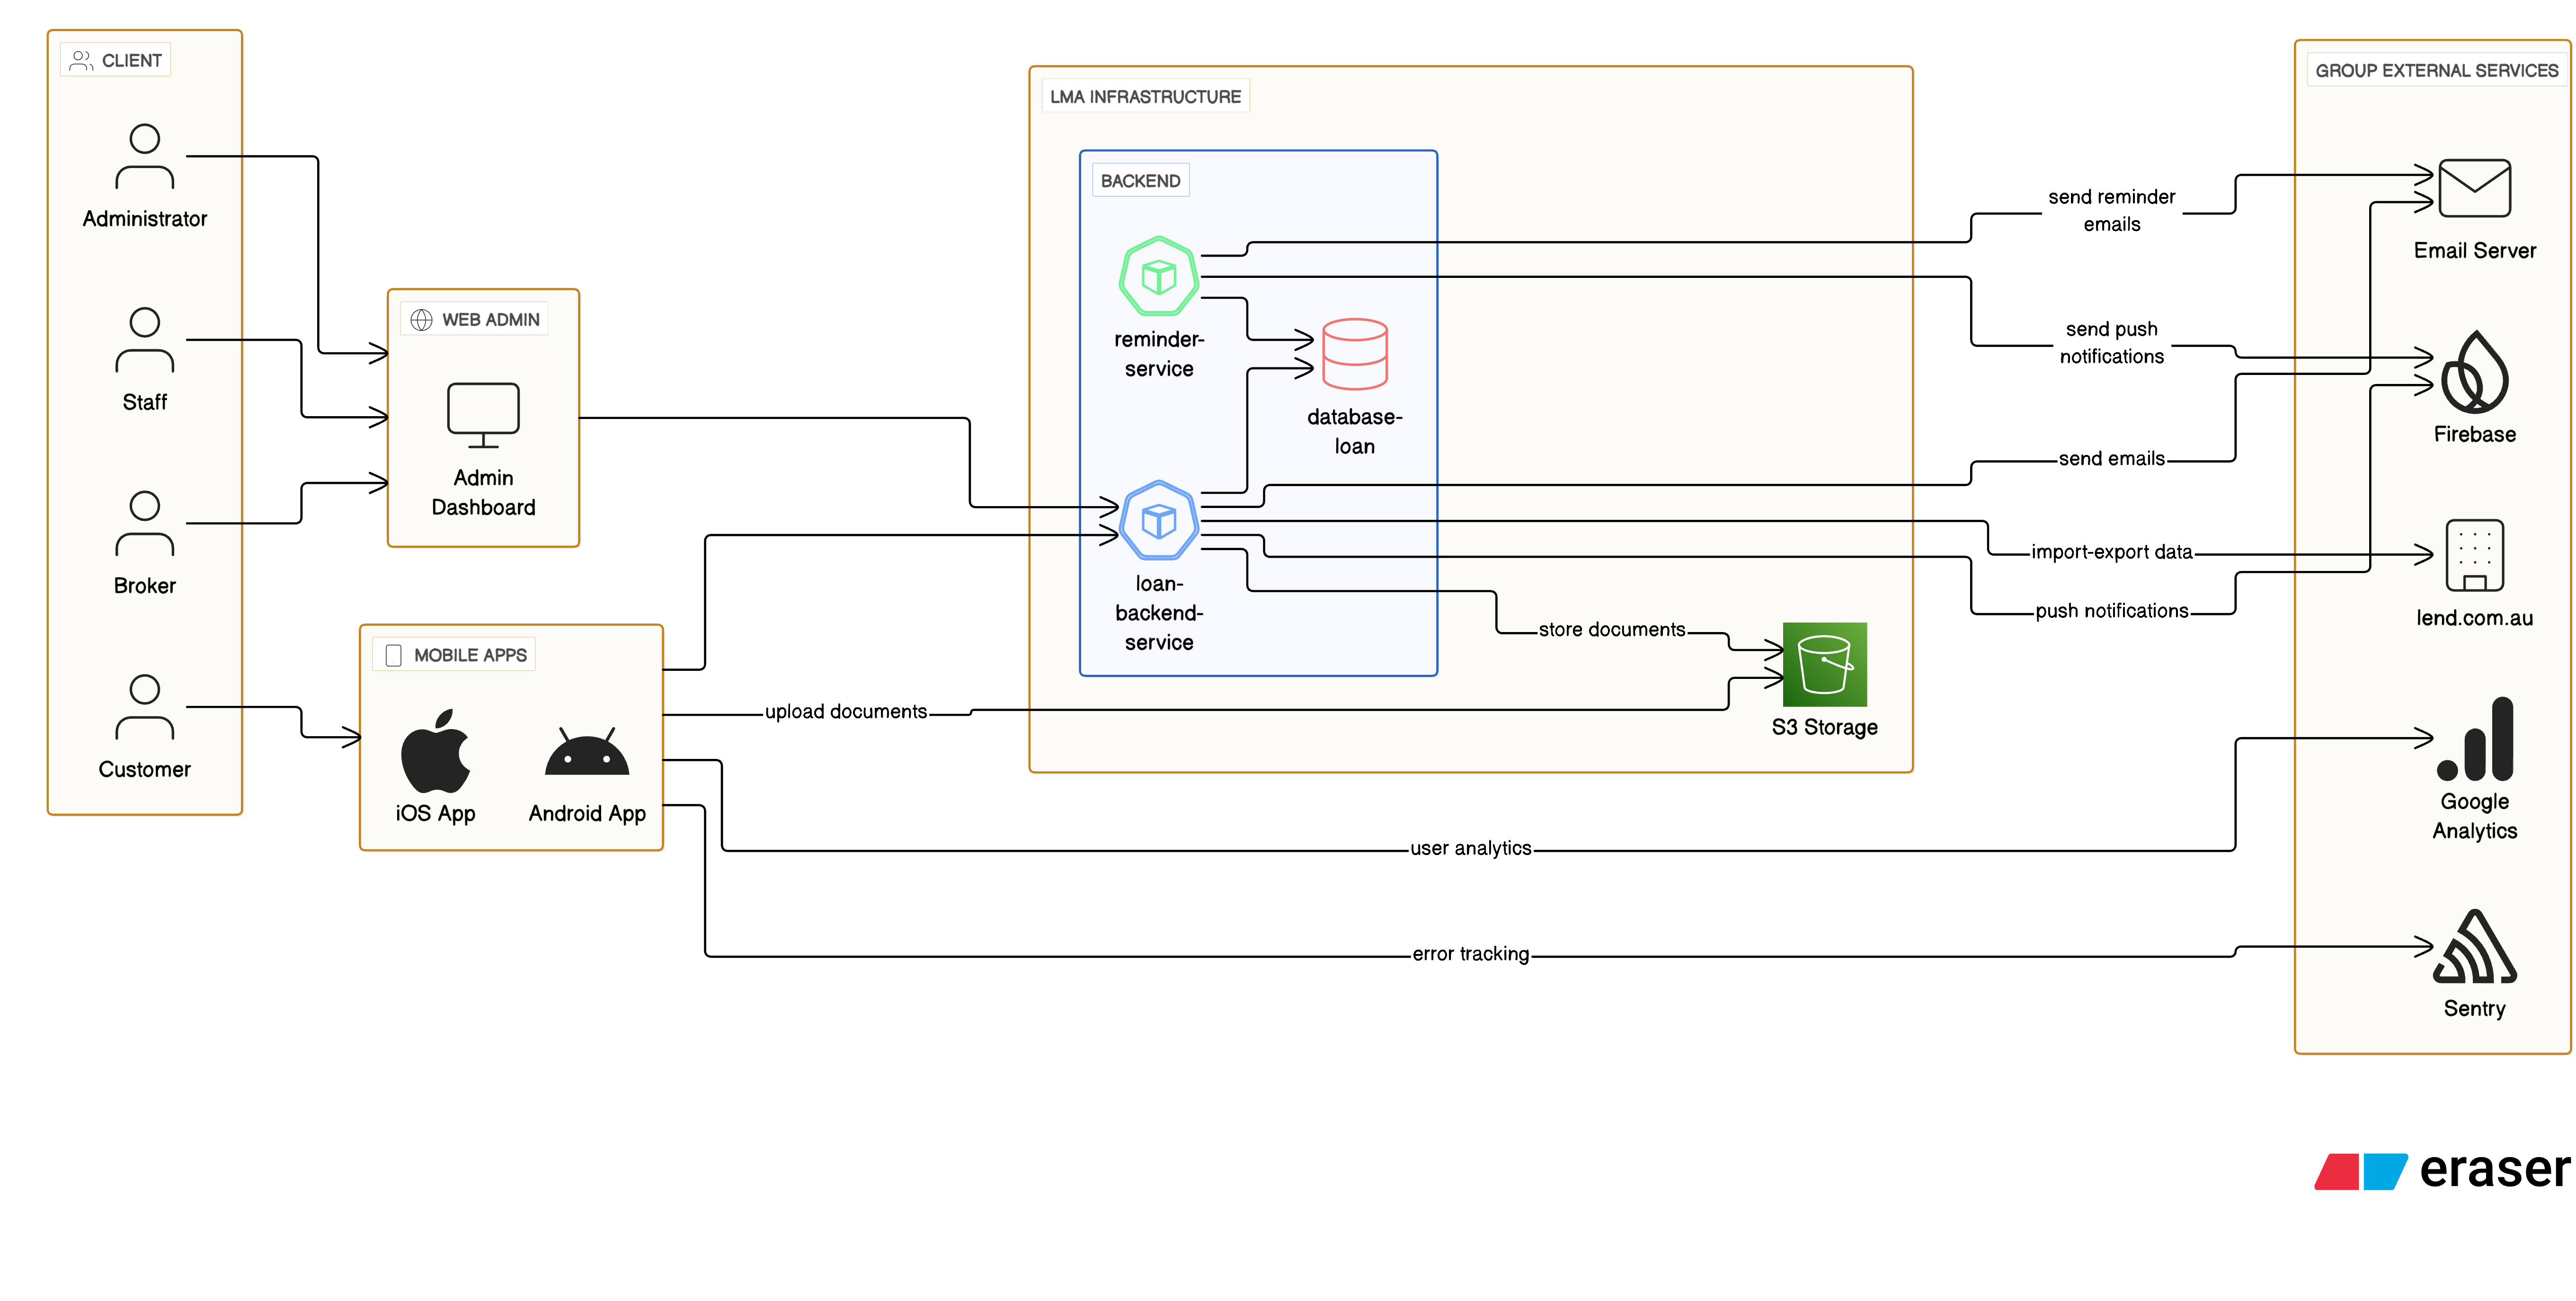 CLIENT
Administrator
Staff
Broker
Customer
WEB ADMIN
Admin
Dashboard
MOBILE APPS
iOS App
Android App
upload documents
LMA INFRASTRUCTURE
BACKEND
reminder-
service
database-
loan
loan-
backend-
service
store documents
S3 Storage
user analytics
error tracking
send reminder
emails
send push
notifications
send emails
import-export data
push notifications
GROUP EXTERNAL SERVICES
Email Server
Firebase
lend.com.au
Google
Analytics
Sentry
eraser